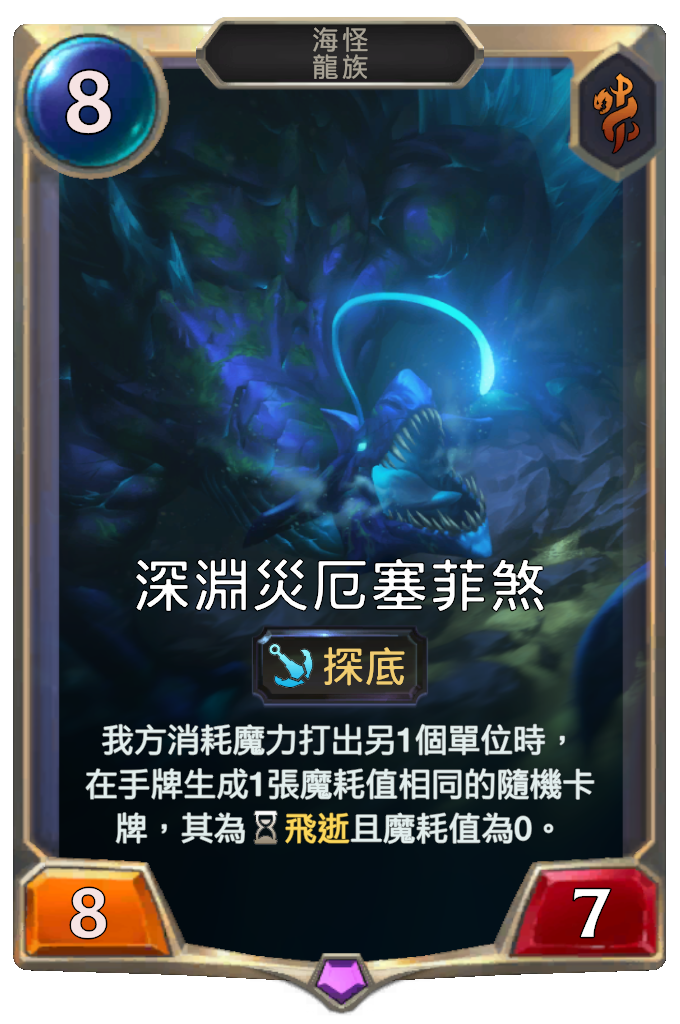 海怪
龍族
8
深淵災厄塞菲煞
探底
我方消耗魔力打出另1個單位時，
在手牌生成1張魔耗值相同的隨機卡
牌，其為飛逝且魔耗值為0。
8
7